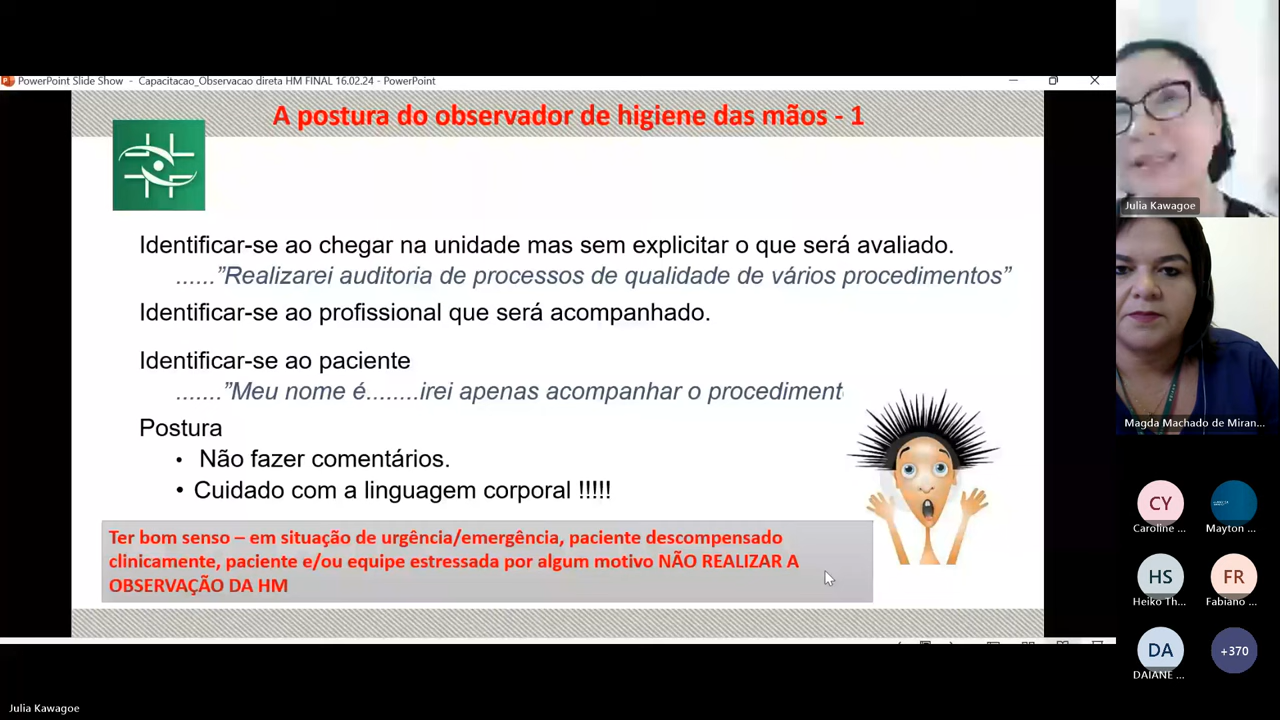 PowerPoint Slide Show - Capacitacao_Observacao direta HM FINAL 16.02.24 - PowerPoint
A postura do observador de higiene das mãos - 1
Identificar-se ao chegar na unidade mas sem explicitar o que será avaliado.
......”Realizarei auditoria de processos de qualidade de vários procedimentos”
Identificar-se ao profissional que será acompanhado.
Identificar-se ao paciente
.......”Meu nome é........irei apenas acompanhar o procediment
Postura
• Não fazer comentários.
• Cuidado com a linguagem corporal !!!!!
Ter bom senso – em situação de urgência/emergência, paciente descompensado
clinicamente, paciente e/ou equipe estressada por algum motivo NÃO REALIZAR A
OBSERVAÇÃO DA HM
Julia Kawagoe
Magda Machado de Miran...
CY
Caroline ...
Mayton ...
HS
Heiko Th...
FR
Fabiano ...
DA
DAIANE ...
+370
Julia Kawagoe